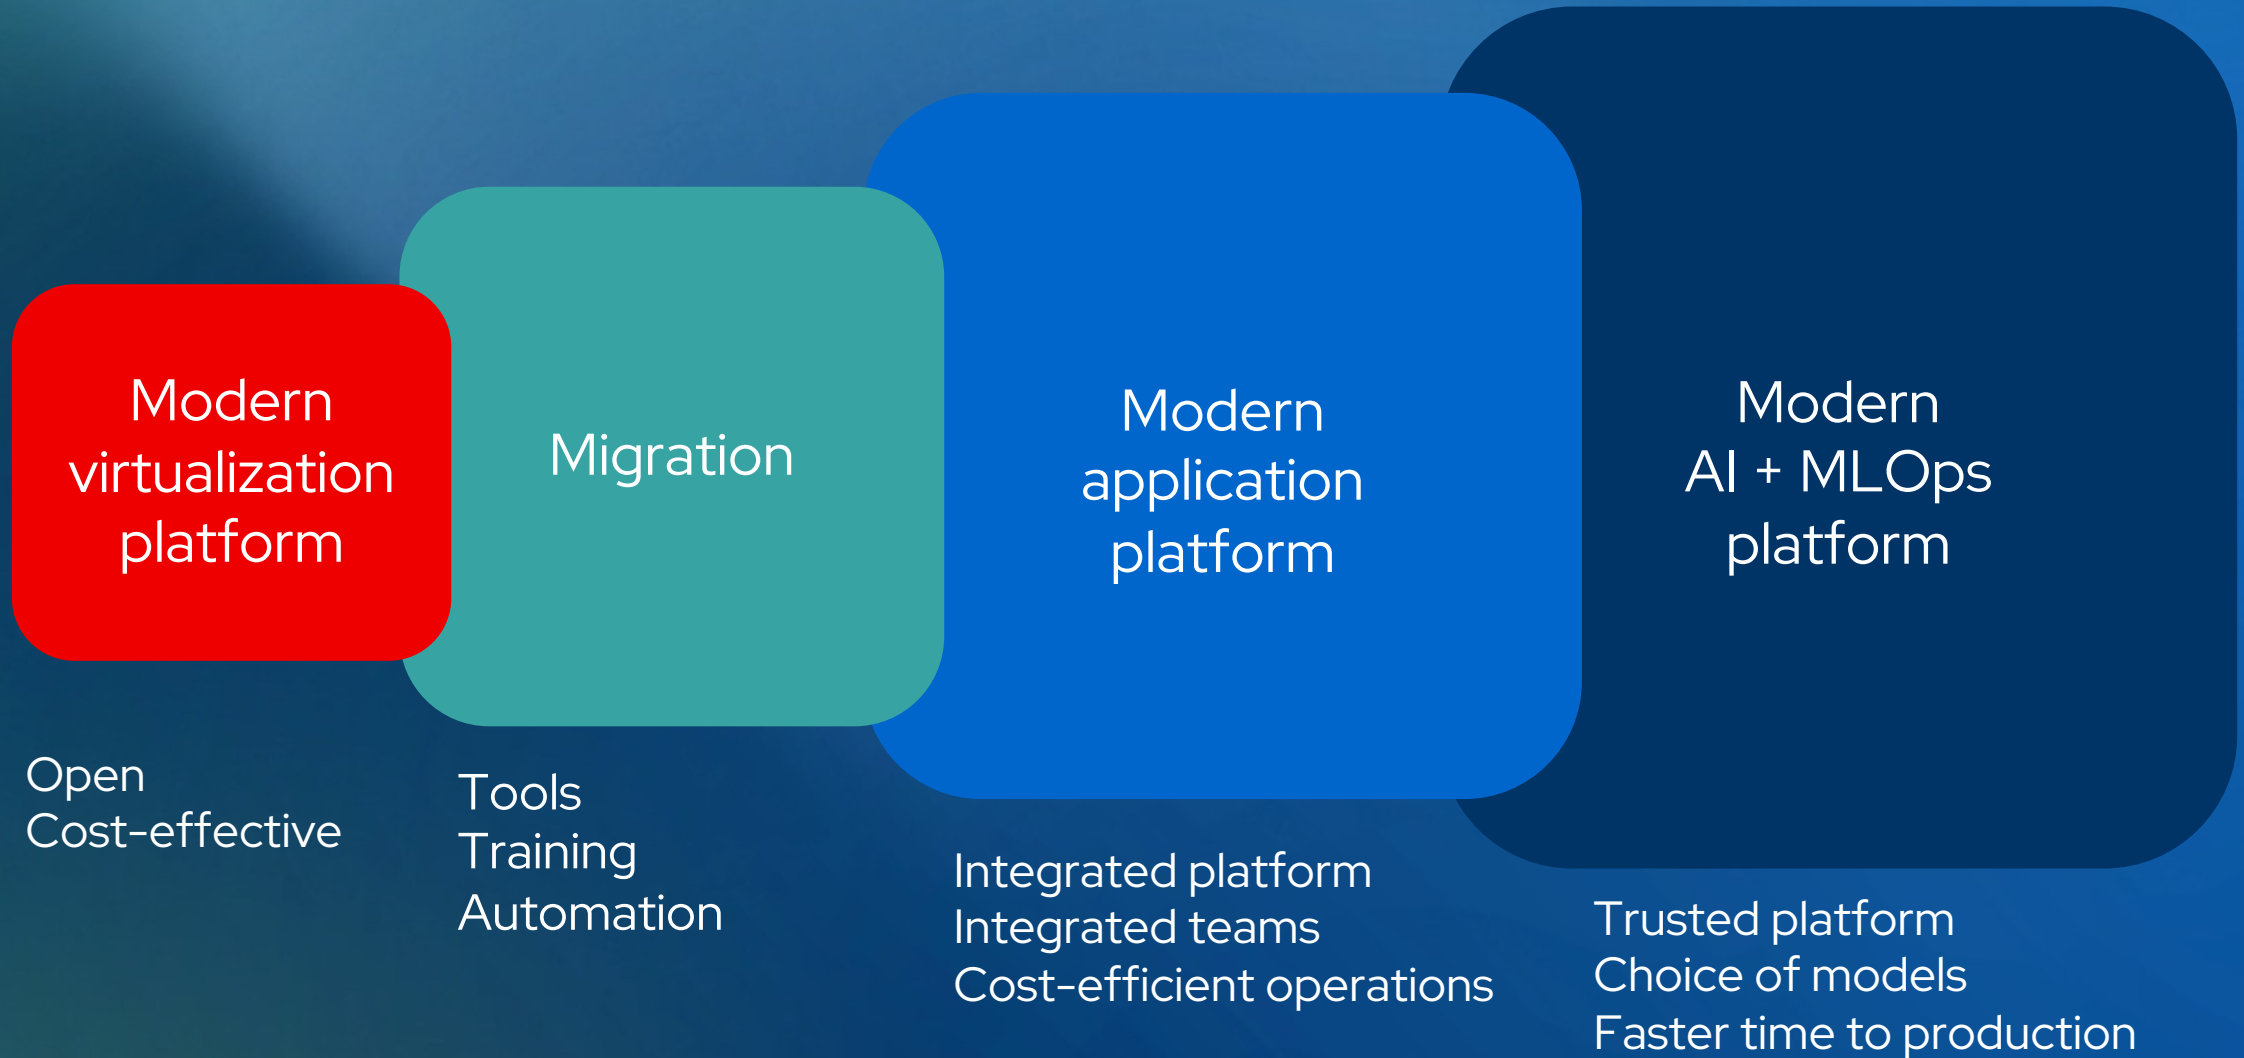 Modern
virtualization
platform
Open
Cost-effective
Migration
Tools
Training
Automation
Modern
application
platform
Integrated platform
Integrated teams
Cost-efficient operations
Modern
AI + MLOps
platform
Trusted platform
Choice of models
Faster time to production